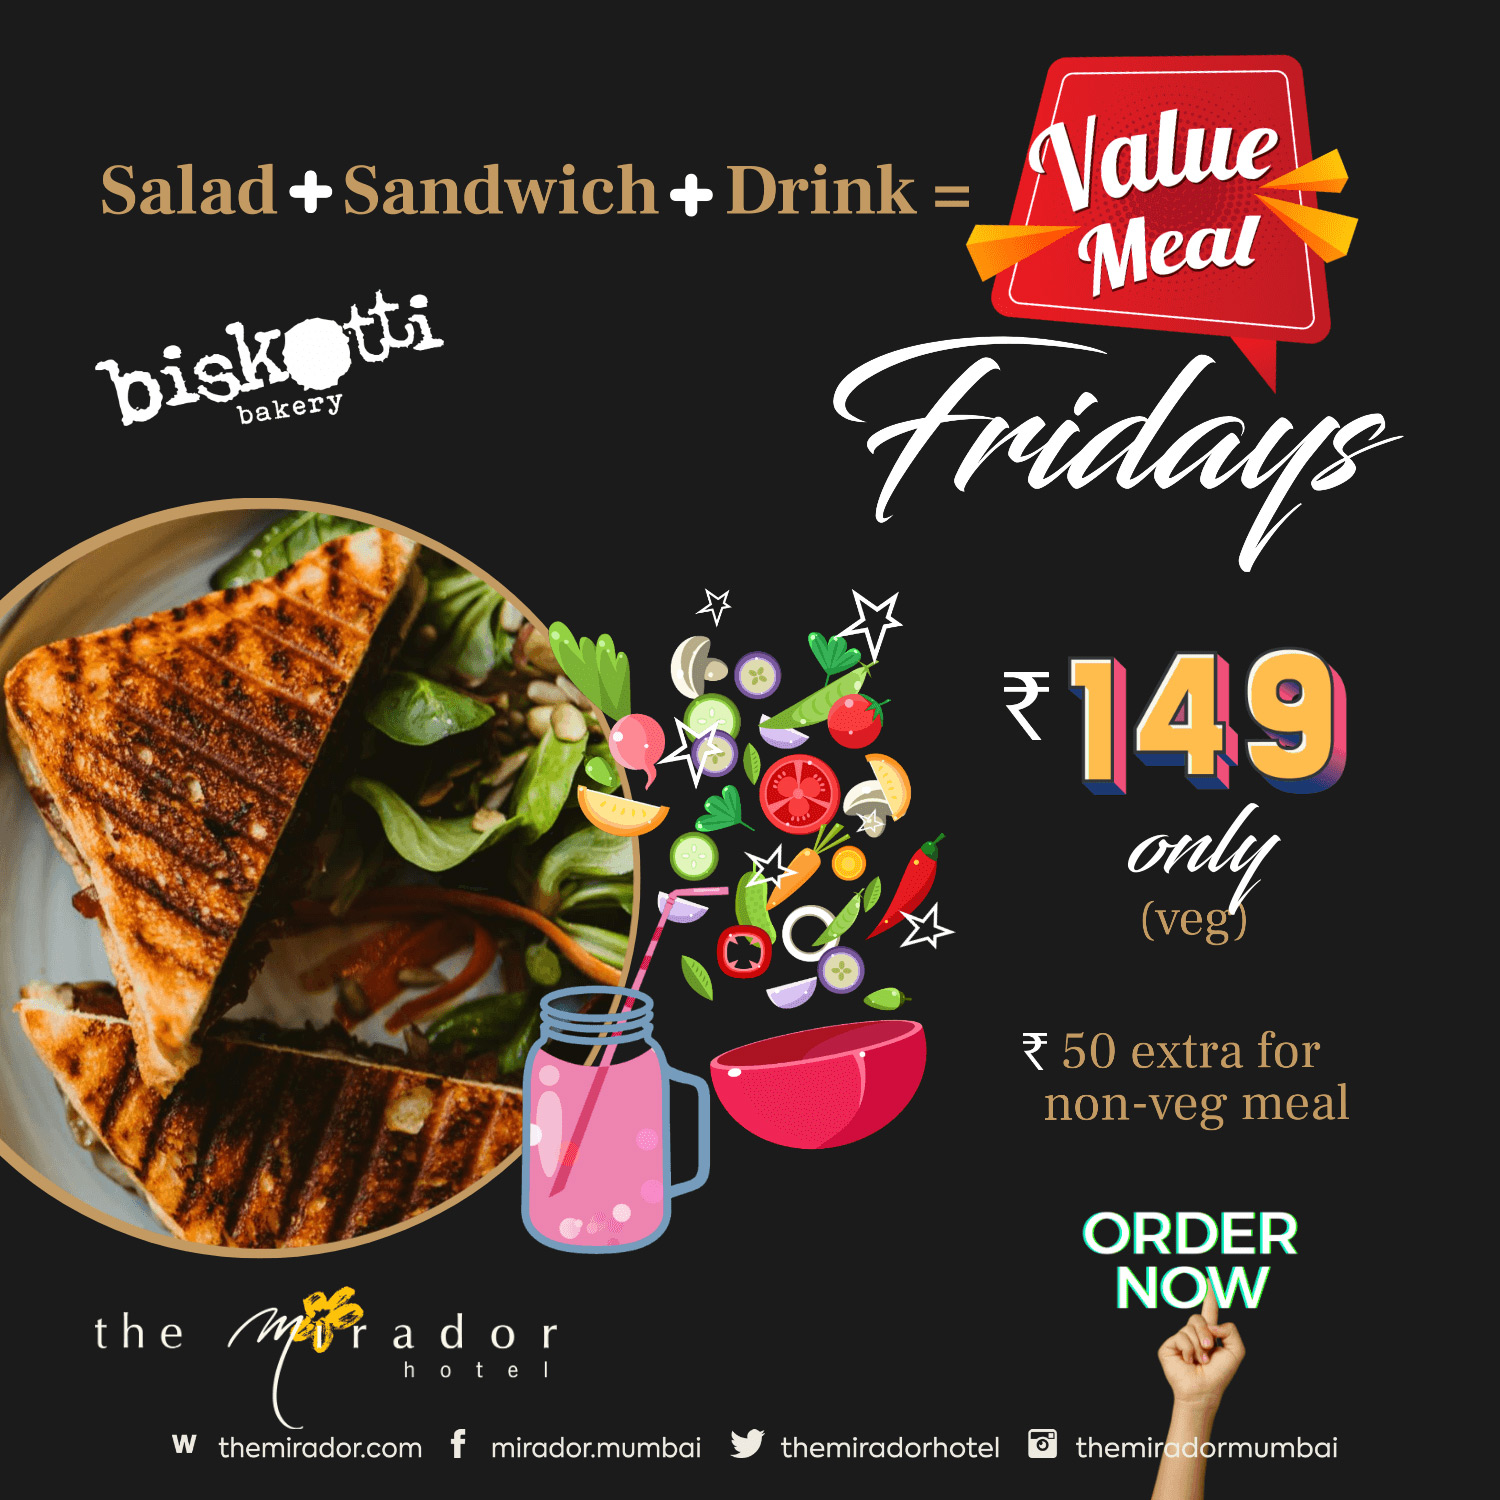 Salad + Sandwich + Drink =
Value
Meal
Fridays
biskotti
bakery
₹ 149
only
(veg)
₹ 50 extra for
non-veg meal
ORDER
NOW
the mirador
hotel
w themirador.com f mirador.mumbai themiradorhotel themiradormumbai